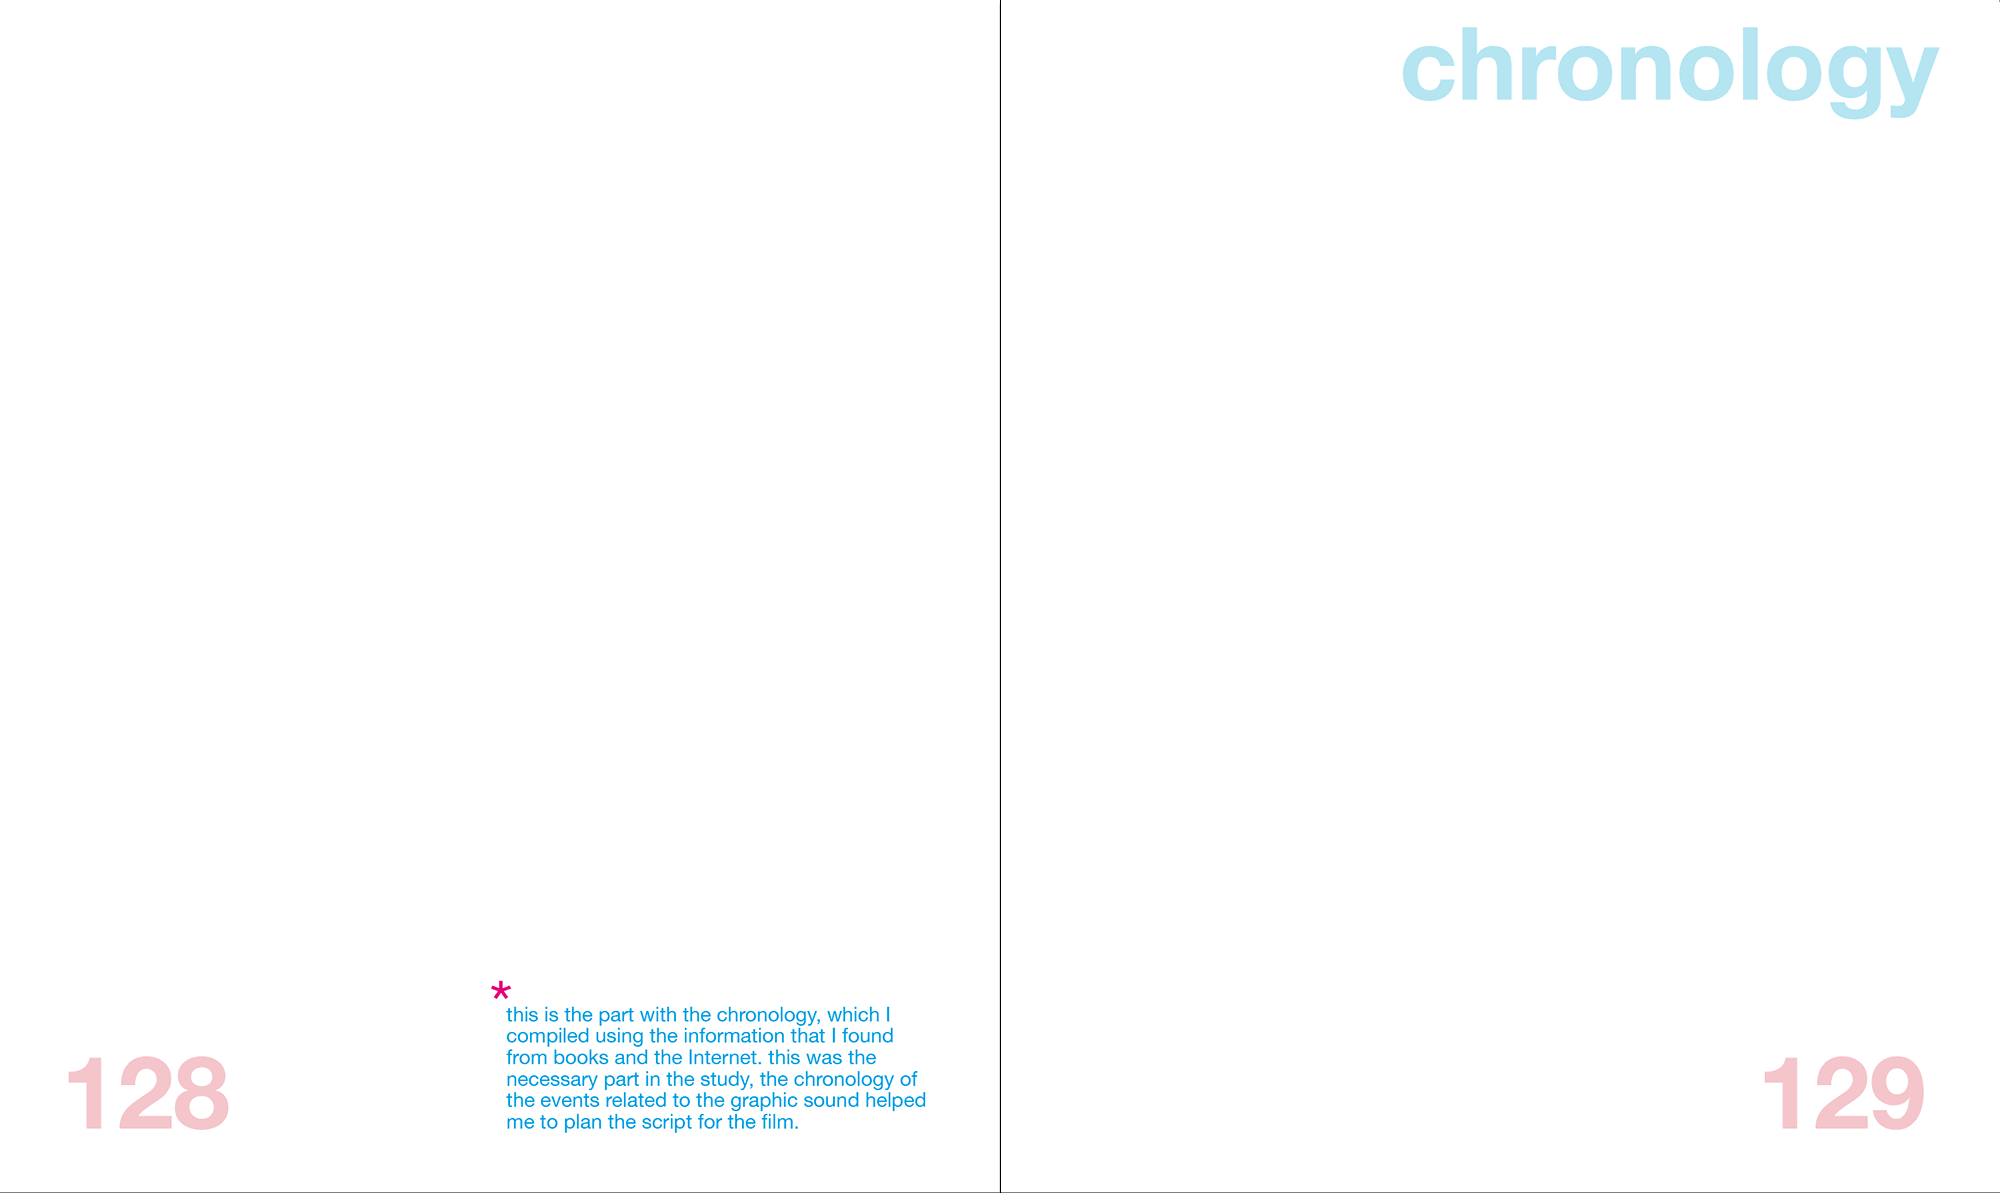 chronology
*
this is the part with the chronology, which I
compiled using the information that I found
from books and the Internet. this was the
necessary part in the study, the chronology of
the events related to the graphic sound helped
me to plan the script for the film.
128
129